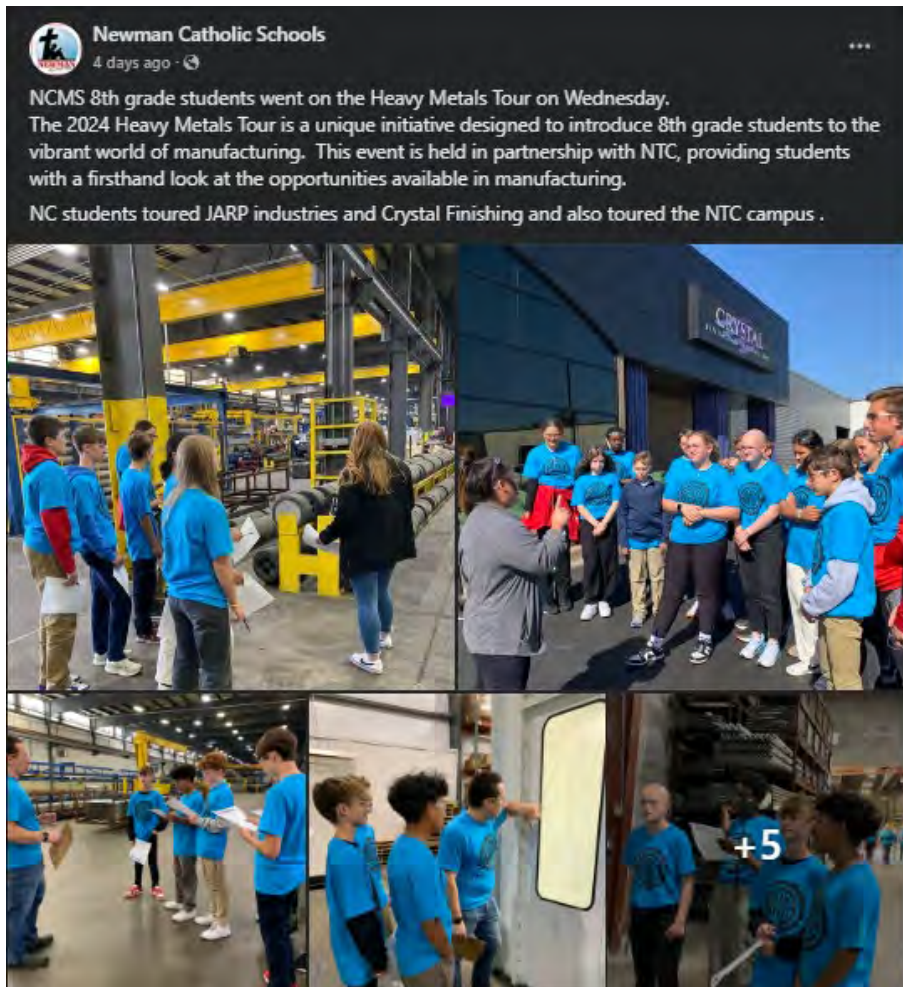 Newman Catholic Schools
4 days ago ·
NEWMAN
NCMS 8th grade students went on the Heavy Metals Tour on Wednesday.
The 2024 Heavy Metals Tour is a unique initiative designed to introduce 8th grade students to the
vibrant world of manufacturing.  This event is held in partnership with NTC, providing students
with a firsthand look at the opportunities available in manufacturing.
NC students toured JARP industries and Crystal Finishing and also toured the NTC campus .
CRYSTAL
+5